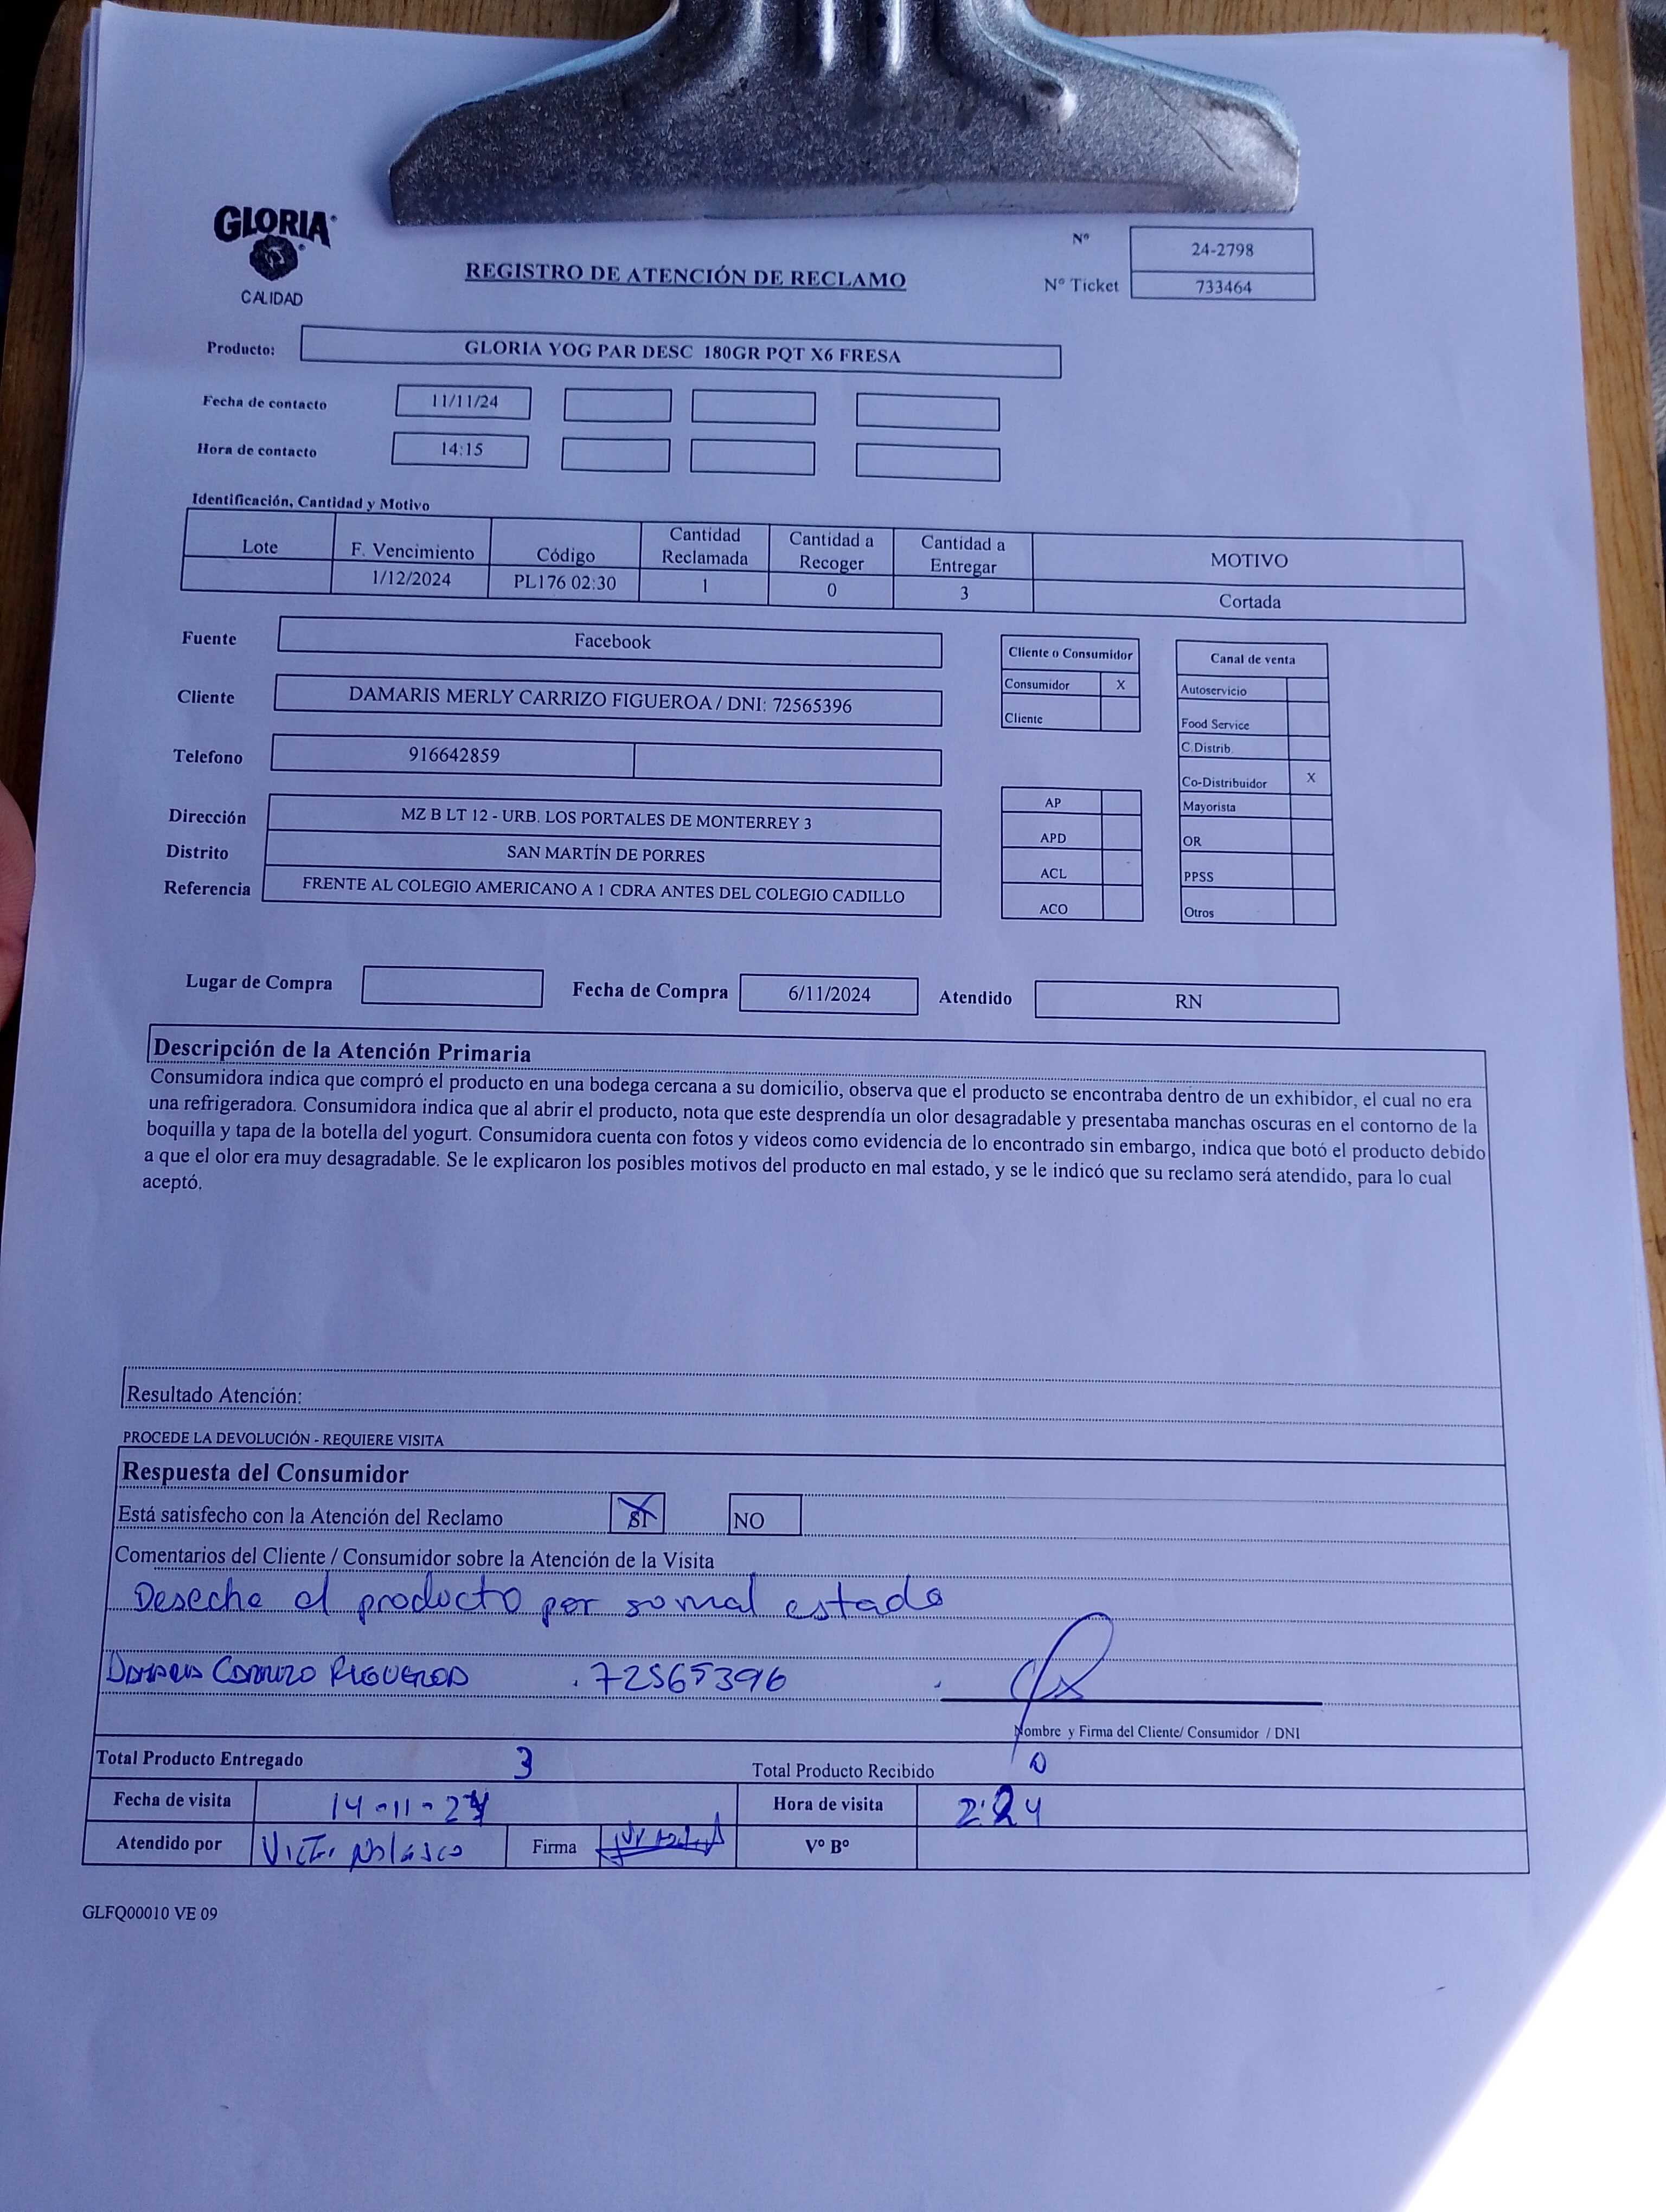 GLORIA
CALIDAD
REGISTRO DE ATENCIÓN DE RECLAMO
Nº 24-2798
Nº Ticket 733464
Producto: GLORIA YOG PAR DESC 180GR PQT X6 FRESA
Fecha de contacto 11/11/24
Hora de contacto 14:15
Identificación, Cantidad y Motivo
Lote F. Vencimiento Código Cantidad Reclamada Cantidad a Recoger Cantidad a Entregar MOTIVO
1/12/2024 PL176 02:30 1 0 3 Cortada
Fuente Facebook
Cliente DAMARIS MERLY CARRIZO FIGUEROA / DNI: 72565396
Telefono 916642859
Dirección MZ B LT 12 - URB. LOS PORTALES DE MONTERREY 3
Distrito SAN MARTÍN DE PORRES
Referencia FRENTE AL COLEGIO AMERICANO A 1 CDRA ANTES DEL COLEGIO CADILLO
Cliente o Consumidor
Consumidor X
Cliente
AP
APD
ACL
ACO
Canal de venta
Autoservicio
Food Service
C.Distrib.
Co-Distribuidor X
Mayorista
OR
PPSS
Otros
Lugar de Compra Fecha de Compra 6/11/2024 Atendido RN
Descripción de la Atención Primaria
Consumidora indica que compró el producto en una bodega cercana a su domicilio, observa que el producto se encontraba dentro de un exhibidor, el cual no era
una refrigeradora. Consumidora indica que al abrir el producto, nota que este desprendía un olor desagradable y presentaba manchas oscuras en el contorno de la
boquilla y tapa de la botella del yogurt. Consumidora cuenta con fotos y videos como evidencia de lo encontrado sin embargo, indica que botó el producto debido
a que el olor era muy desagradable. Se le explicaron los posibles motivos del producto en mal estado, y se le indicó que su reclamo será atendido, para lo cual
aceptó.
Resultado Atención:
PROCEDE LA DEVOLUCIÓN - REQUIERE VISITA
Respuesta del Consumidor
Está satisfecho con la Atención del Reclamo SI NO
Comentarios del Cliente / Consumidor sobre la Atención de la Visita
Deseche el producto por so mal estado
Damaris Carrizo Figueroa . 72565396
Nombre y Firma del Cliente/ Consumidor / DNI
Total Producto Entregado 3 Total Producto Recibido 0
Fecha de visita 14-11-24 Hora de visita 2:24
Atendido por Nolasco Firma Vº Bº
GLFQ00010 VE 09